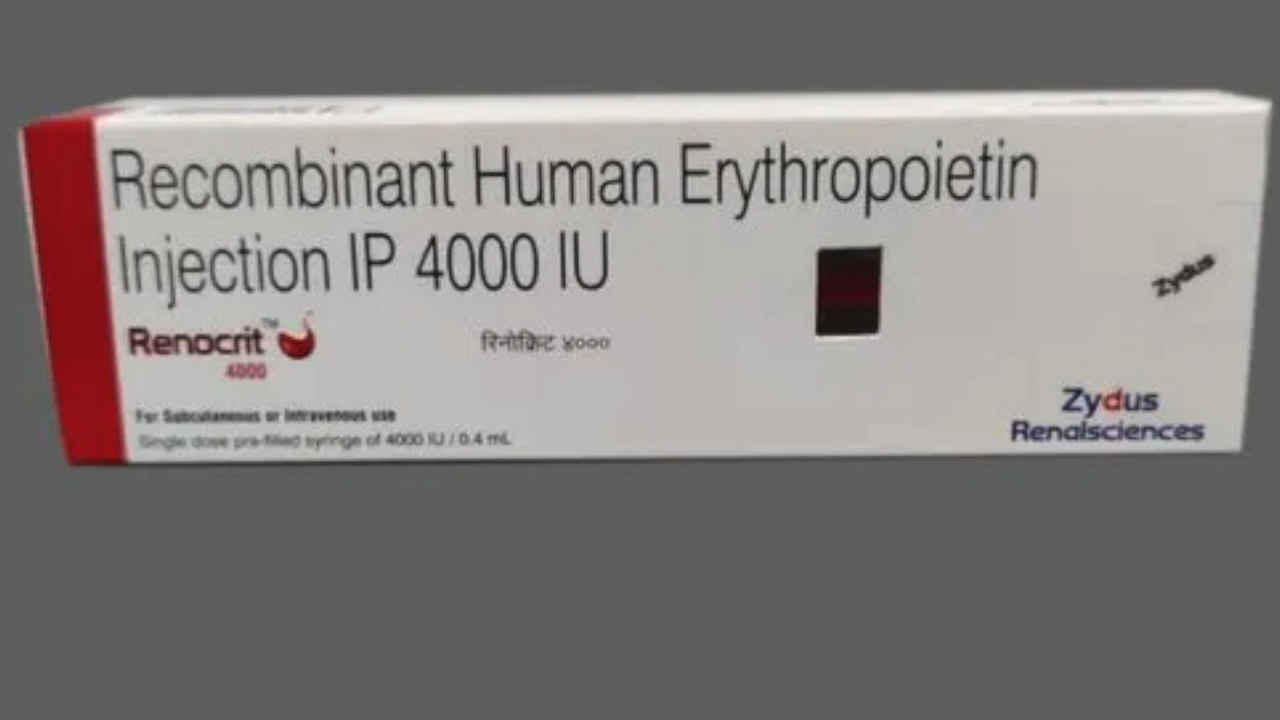 Recombinant Human Erythropoietin
Injection IP 4000 IU
Renocrit™
4000
रिनोक्रिट ४०००
For Subcutaneous or Intravenous use
Single dose pre-filled syringe of 4000 IU / 0.4 mL
Zydus
Zydus
Renalsciences